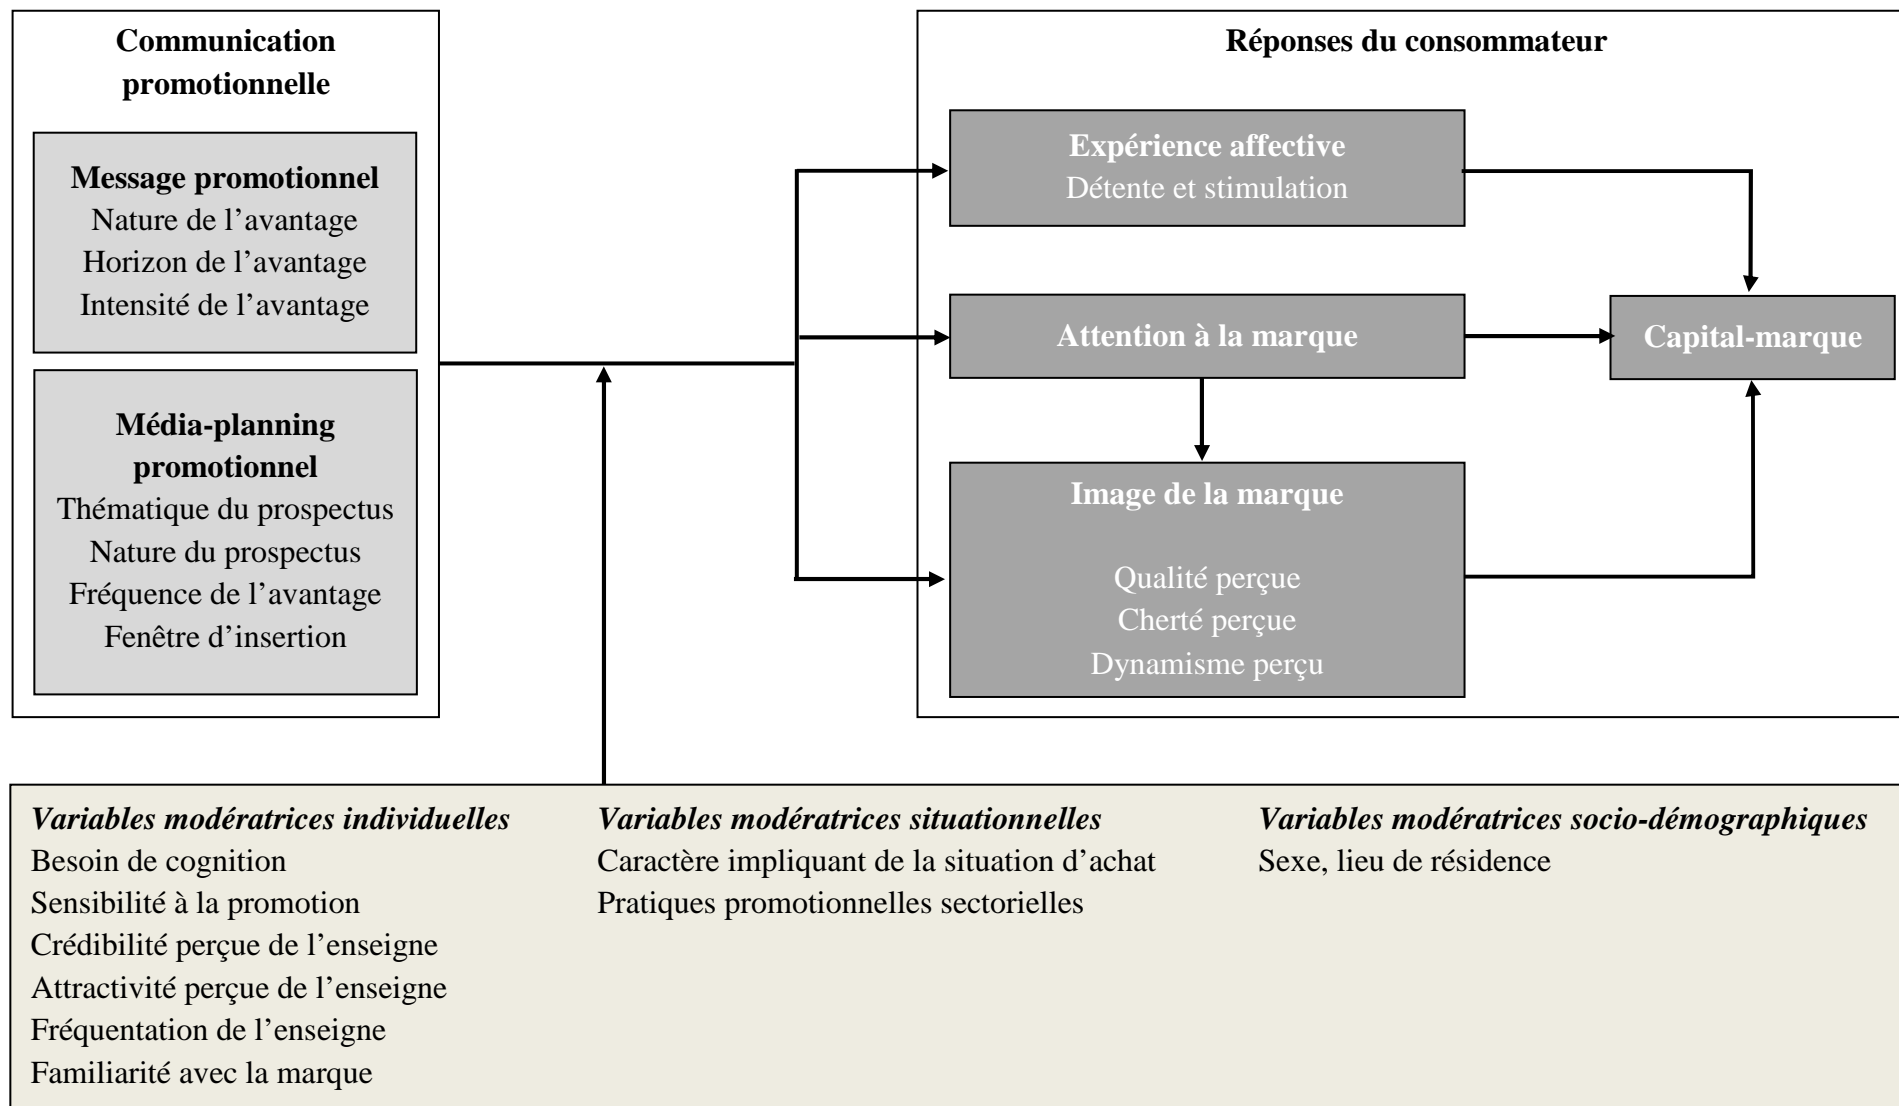 Communication
promotionnelle
Message promotionnel
Nature de l’avantage
Horizon de l’avantage
Intensité de l’avantage
Média-planning
promotionnel
Thématique du prospectus
Nature du prospectus
Fréquence de l’avantage
Fenêtre d’insertion
Réponses du consommateur
Expérience affective
Détente et stimulation
Attention à la marque
Capital-marque
Image de la marque
Qualité perçue
Cherté perçue
Dynamisme perçu
Variables modératrices individuelles
Besoin de cognition
Sensibilité à la promotion
Crédibilité perçue de l’enseigne
Attractivité perçue de l’enseigne
Fréquentation de l’enseigne
Familiarité avec la marque
Variables modératrices situationnelles
Caractère impliquant de la situation d’achat
Pratiques promotionnelles sectorielles
Variables modératrices socio-démographiques
Sexe, lieu de résidence